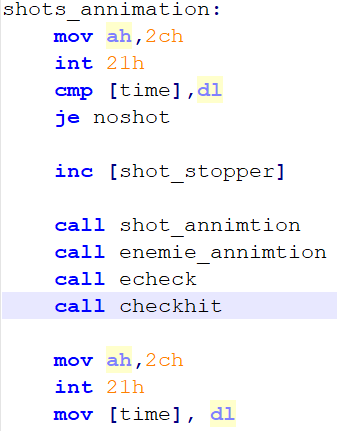 shots_annimation:
mov ah,2ch
int 21h
cmp [time],dl
je noshot
inc [shot_stopper]
call shot_annimtion
call enemie_annimtion
call echeck
call checkhit
mov ah,2ch
int 21h
mov [time], dl